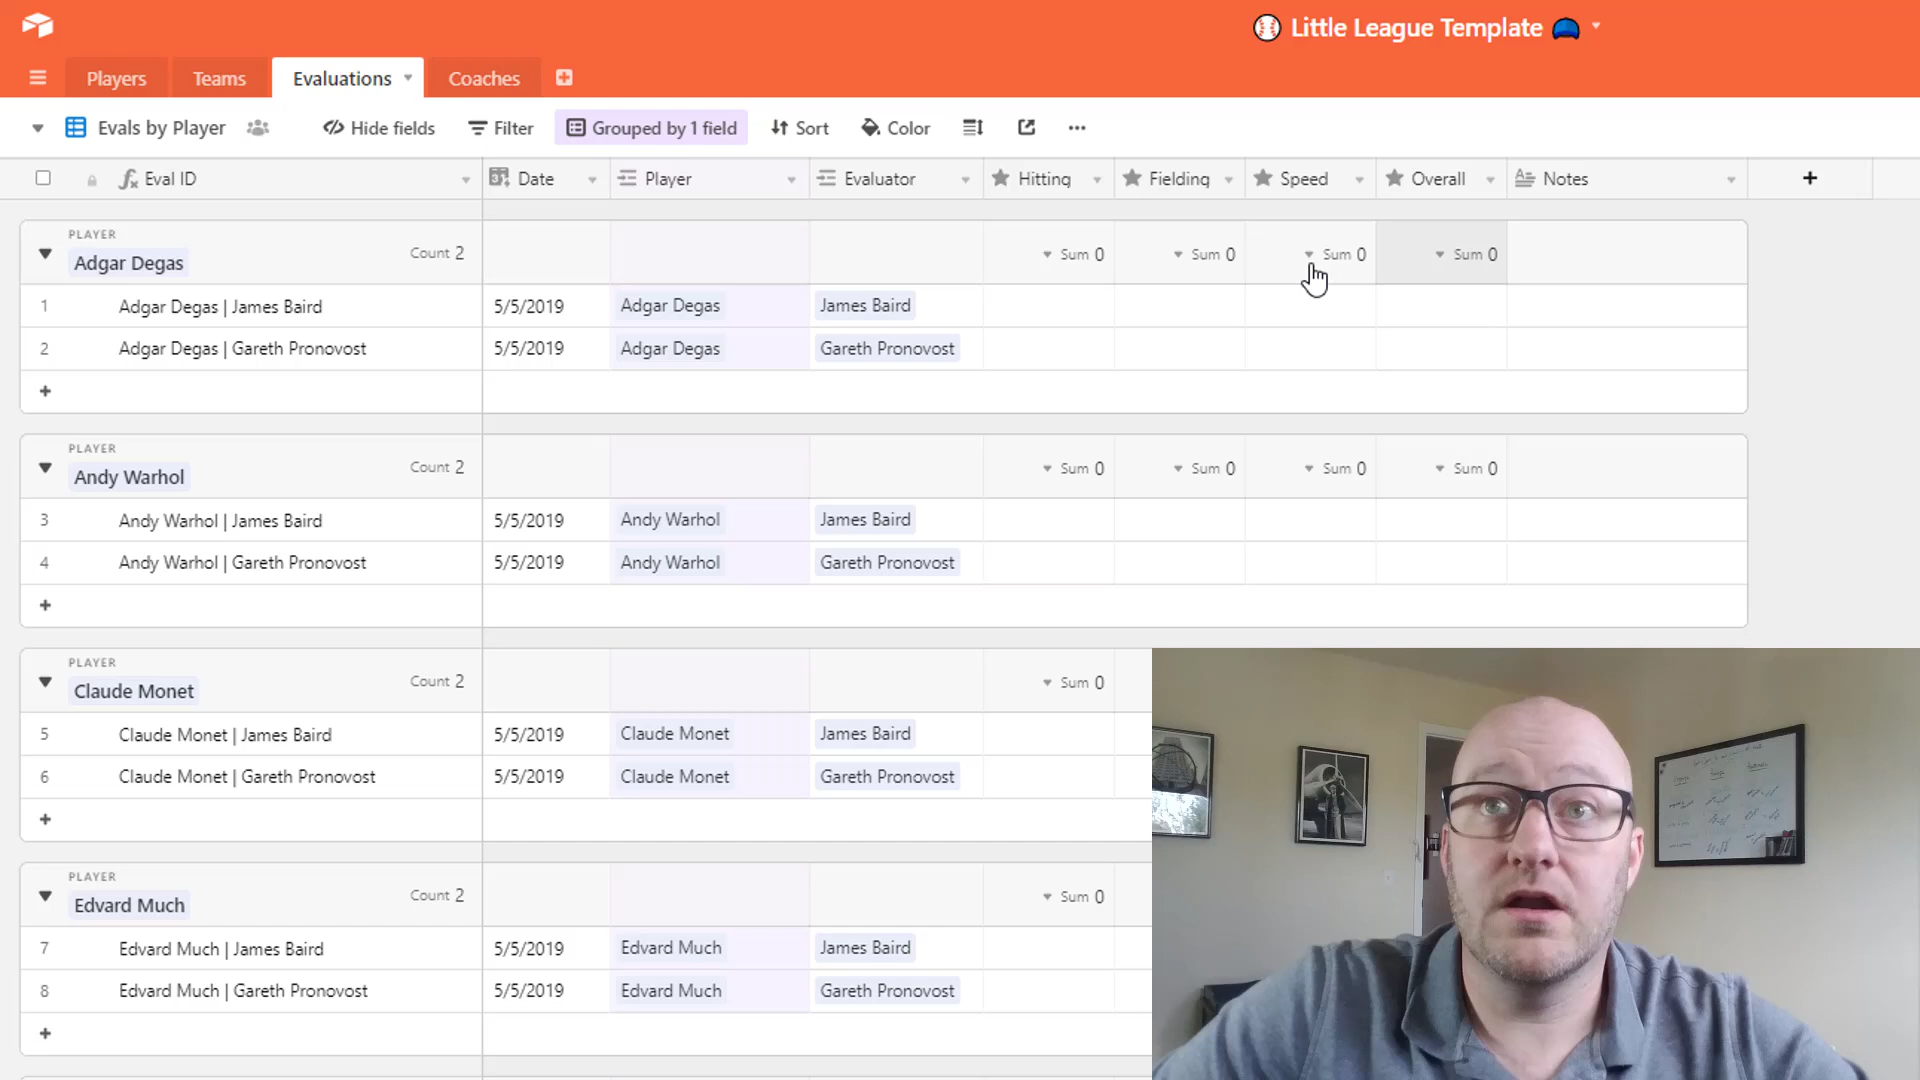 Little League Template
Players Teams Evaluations Coaches
Evals by Player Hide fields Filter Grouped by 1 field Sort Color
Eval ID Date Player Evaluator Hitting Fielding Speed Overall Notes
PLAYER
Adgar Degas Count 2 Sum 0 Sum 0 Sum 0 Sum 0
1 Adgar Degas | James Baird 5/5/2019 Adgar Degas James Baird
2 Adgar Degas | Gareth Pronovost 5/5/2019 Adgar Degas Gareth Pronovost
+
PLAYER
Andy Warhol Count 2 Sum 0 Sum 0 Sum 0 Sum 0
3 Andy Warhol | James Baird 5/5/2019 Andy Warhol James Baird
4 Andy Warhol | Gareth Pronovost 5/5/2019 Andy Warhol Gareth Pronovost
+
PLAYER
Claude Monet Count 2 Sum 0
5 Claude Monet | James Baird 5/5/2019 Claude Monet James Baird
6 Claude Monet | Gareth Pronovost 5/5/2019 Claude Monet Gareth Pronovost
+
PLAYER
Edvard Much Count 2 Sum 0
7 Edvard Much | James Baird 5/5/2019 Edvard Much James Baird
8 Edvard Much | Gareth Pronovost 5/5/2019 Edvard Much Gareth Pronovost
+